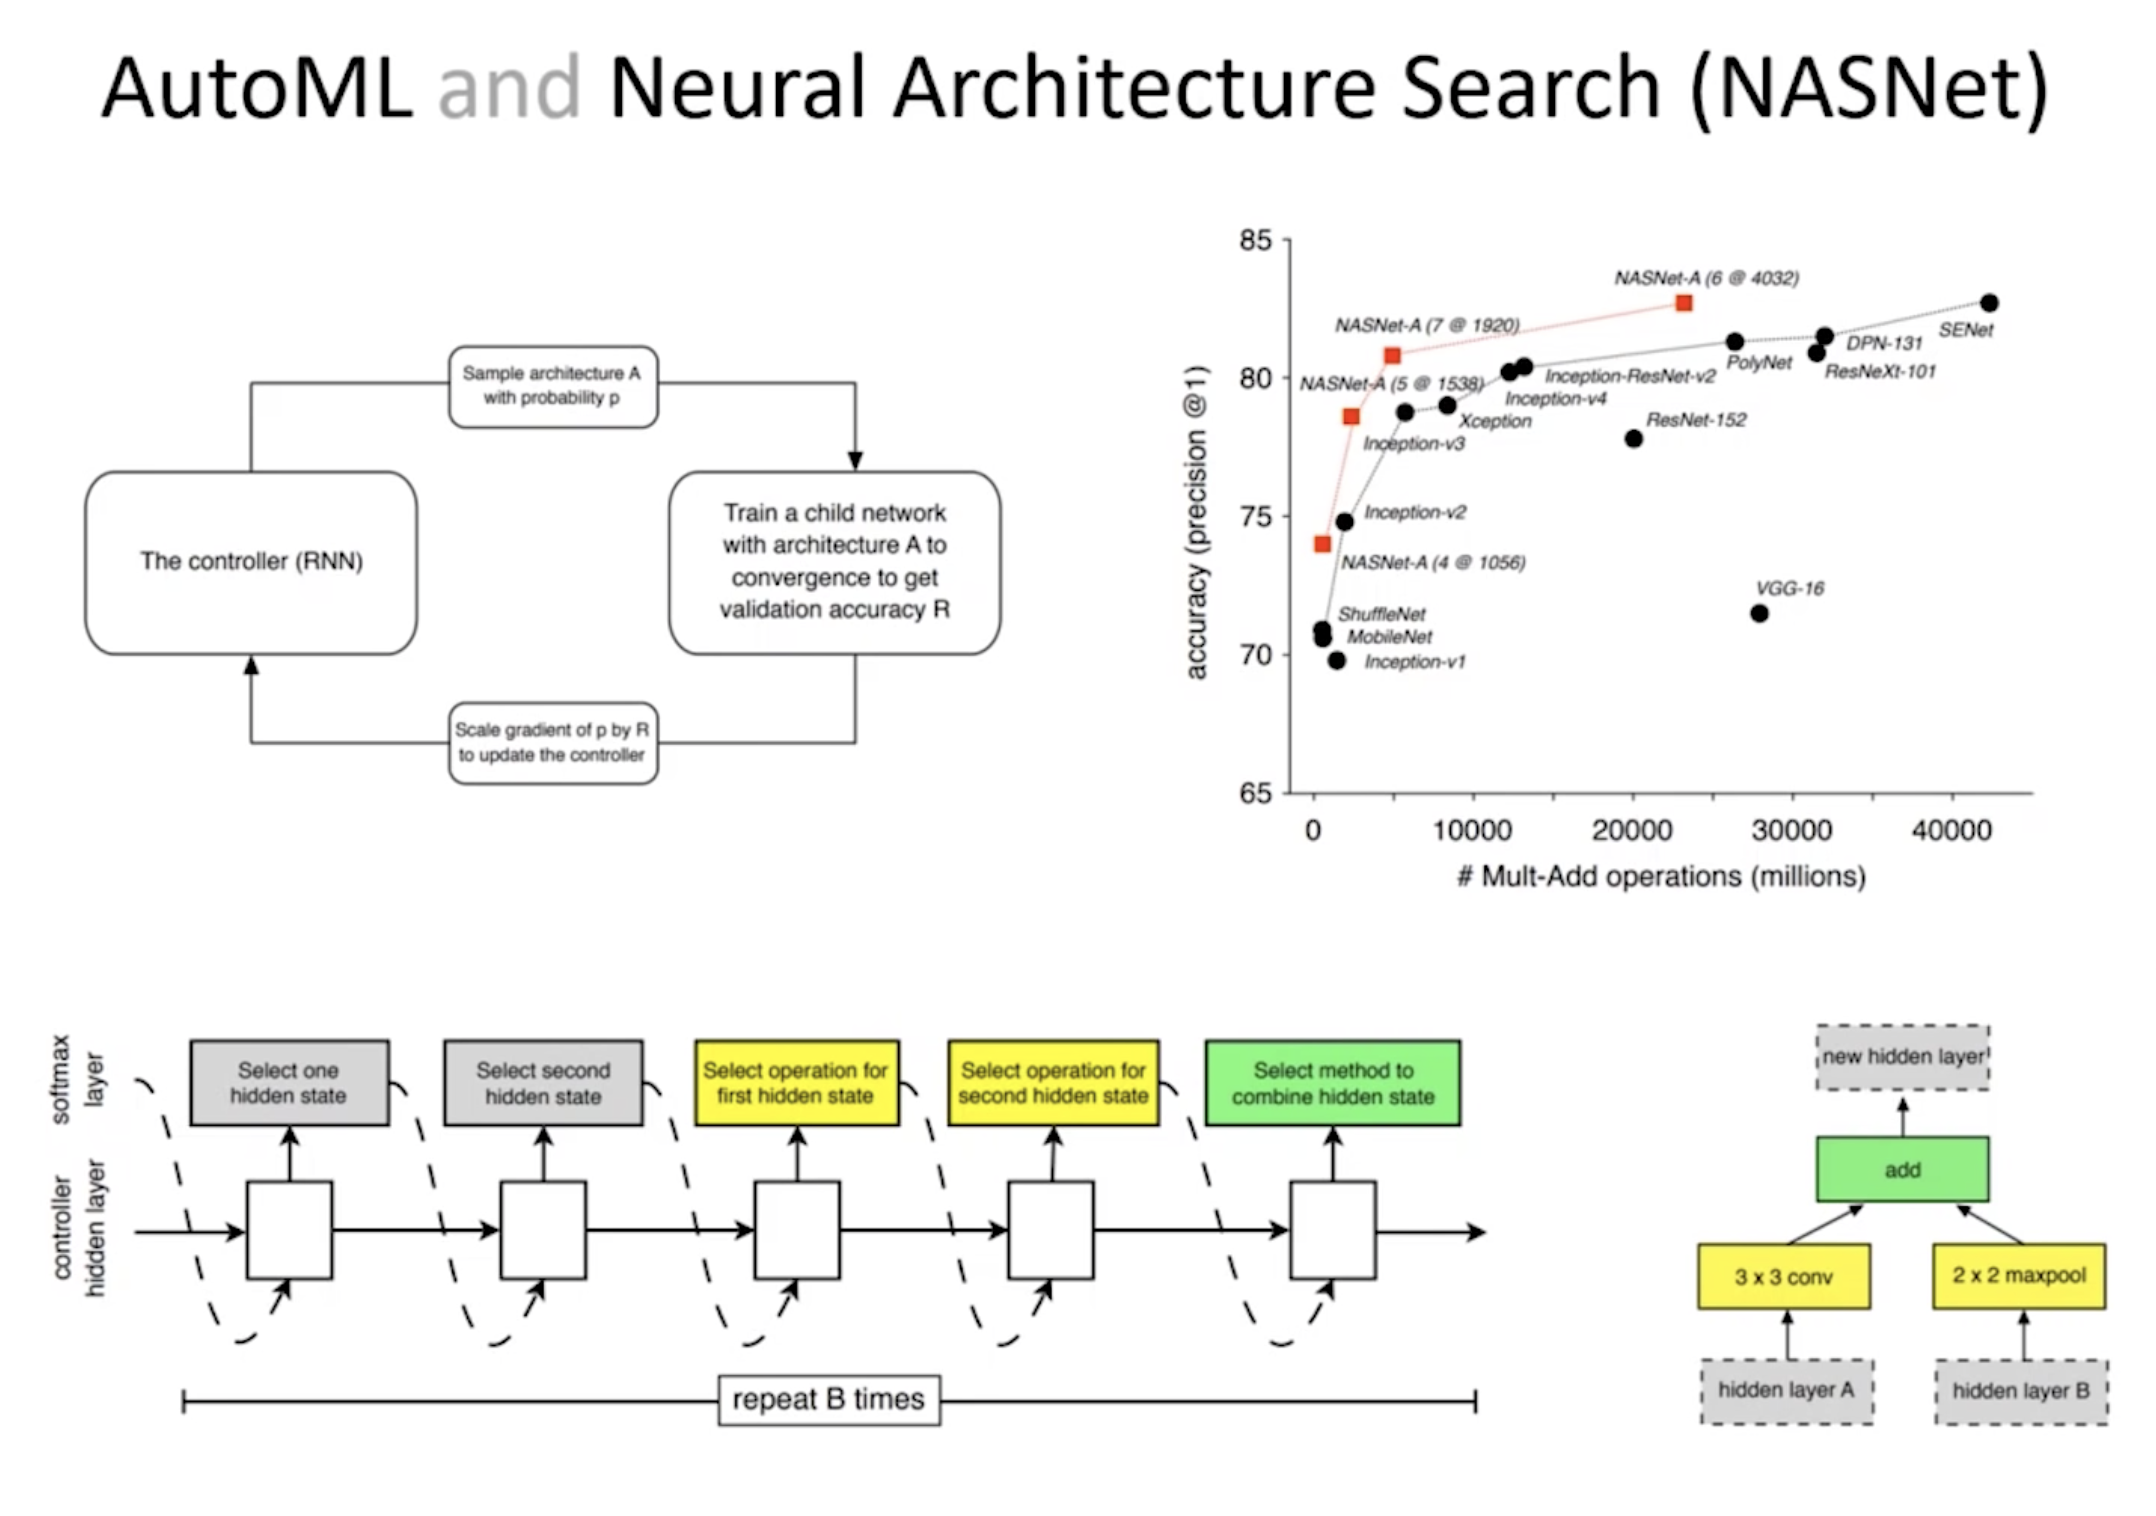 AutoML and Neural Architecture Search (NASNet)
Sample architecture A
with probability p
The controller (RNN)
Train a child network
with architecture A to
convergence to get
validation accuracy R
Scale gradient of p by R
to update the controller
accuracy (precision @1)
85
80
75
70
65
NASNet-A (6 @ 4032)
NASNet-A (7 @ 1920)
SENet
DPN-131
PolyNet
ResNeXt-101
NASNet-A (5 @ 1538)
Inception-ResNet-v2
Inception-v4
Xception
ResNet-152
Inception-v3
Inception-v2
NASNet-A (4 @ 1056)
VGG-16
ShuffleNet
MobileNet
Inception-v1
0
10000
20000
30000
40000
# Mult-Add operations (millions)
softmax
layer
controller
hidden layer
Select one
hidden state
Select second
hidden state
Select operation for
first hidden state
Select operation for
second hidden state
Select method to
combine hidden state
repeat B times
new hidden layer
add
3 x 3 conv
2 x 2 maxpool
hidden layer A
hidden layer B